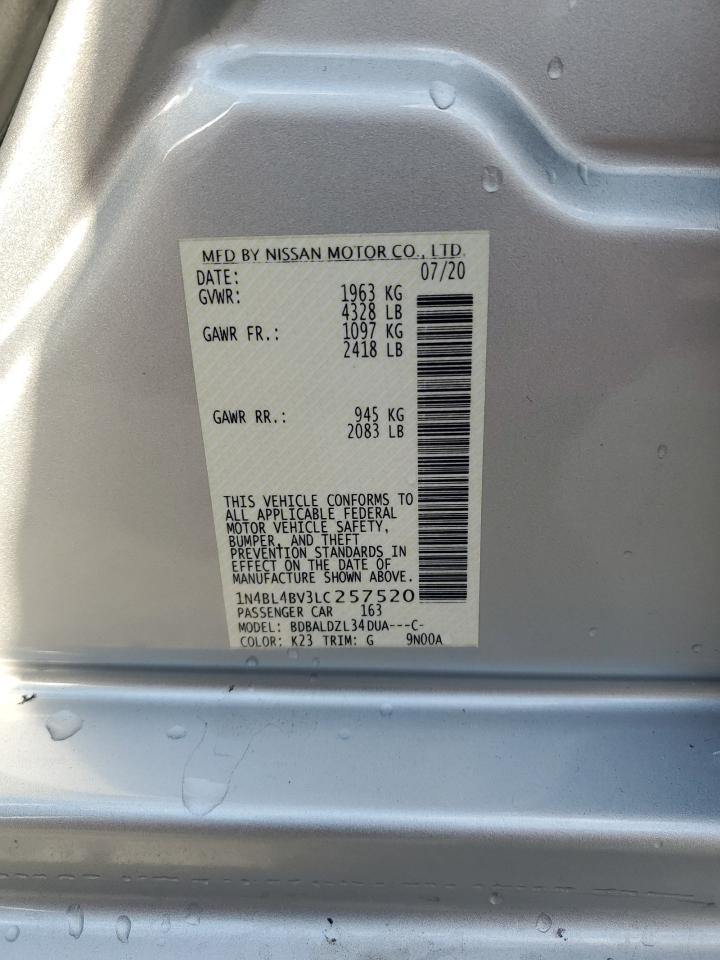 MFD BY NISSAN MOTOR CO., LTD.
DATE: 07/20
GVWR: 1963 KG
4328 LB
GAWR FR.: 1097 KG
2418 LB
GAWR RR.: 945 KG
2083 LB
THIS VEHICLE CONFORMS TO
ALL APPLICABLE FEDERAL
MOTOR VEHICLE SAFETY,
BUMPER, AND THEFT
PREVENTION STANDARDS IN
EFFECT ON THE DATE OF
MANUFACTURE SHOWN ABOVE.
1N4BL4BV3LC257520
PASSENGER CAR 163
MODEL: BDBALDZL34DUA---C-
COLOR: K23 TRIM: G 9N00A